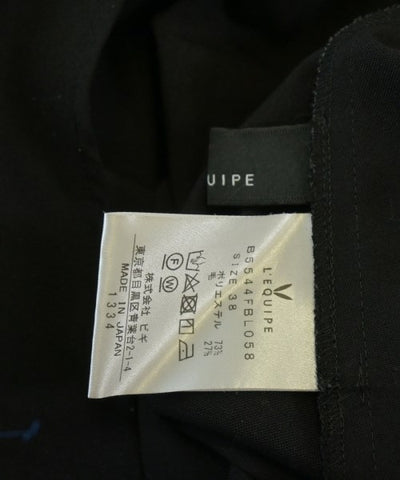 UIPE
L'EQUIPE
B5544FBL058
SIZE 38
ポリエステル 73%
毛 27%
株式会社 ビギ
東京都目黒区青葉台2-1-4
MADE IN JAPAN
1334